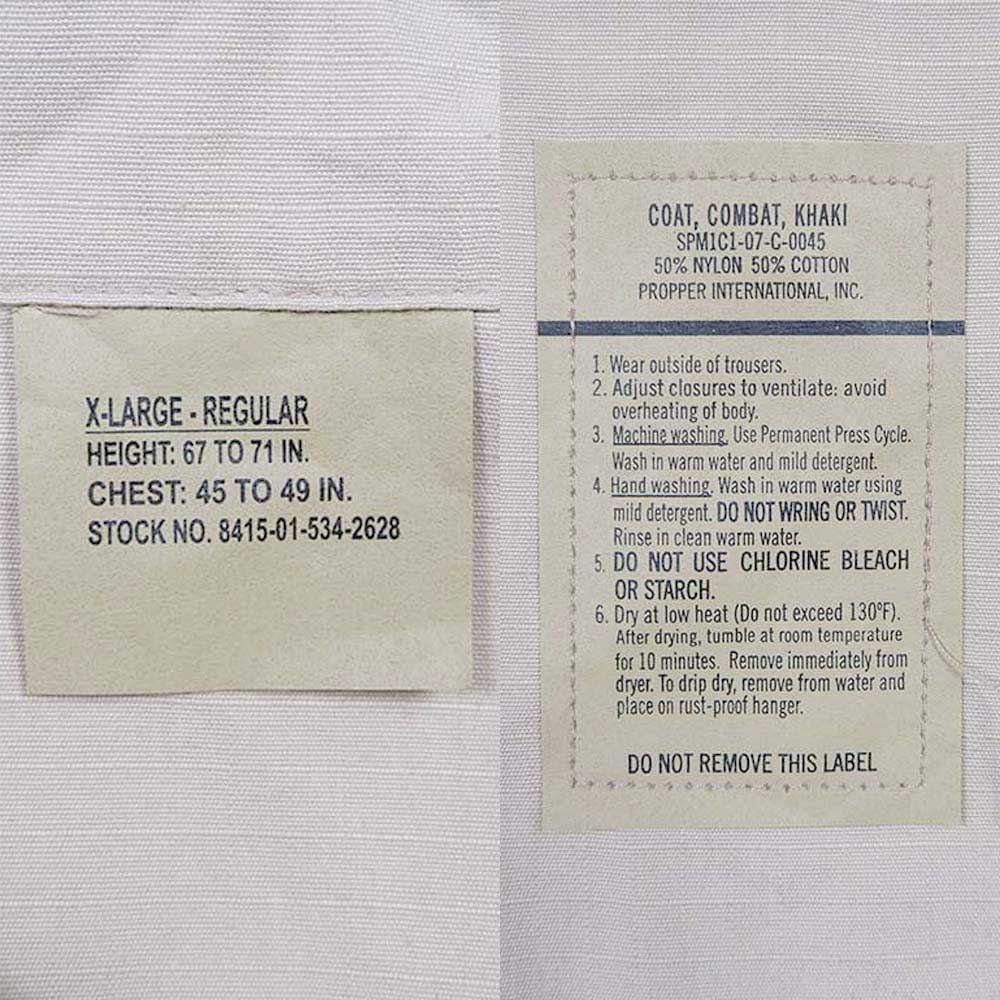 X-LARGE - REGULAR
HEIGHT: 67 TO 71 IN.
CHEST: 45 TO 49 IN.
STOCK NO. 8415-01-534-2628
COAT, COMBAT, KHAKI
SPM1C1-07-C-0045
50% NYLON 50% COTTON
PROPPER INTERNATIONAL, INC.
1. Wear outside of trousers.
2. Adjust closures to ventilate: avoid
overheating of body.
3. Machine washing. Use Permanent Press Cycle.
Wash in warm water and mild detergent.
4. Hand washing. Wash in warm water using
mild detergent. DO NOT WRING OR TWIST.
Rinse in clean warm water.
5. DO NOT USE CHLORINE BLEACH
OR STARCH.
6. Dry at low heat (Do not exceed 130°F).
After drying, tumble at room temperature
for 10 minutes. Remove immediately from
dryer. To drip dry, remove from water and
place on rust-proof hanger.
DO NOT REMOVE THIS LABEL